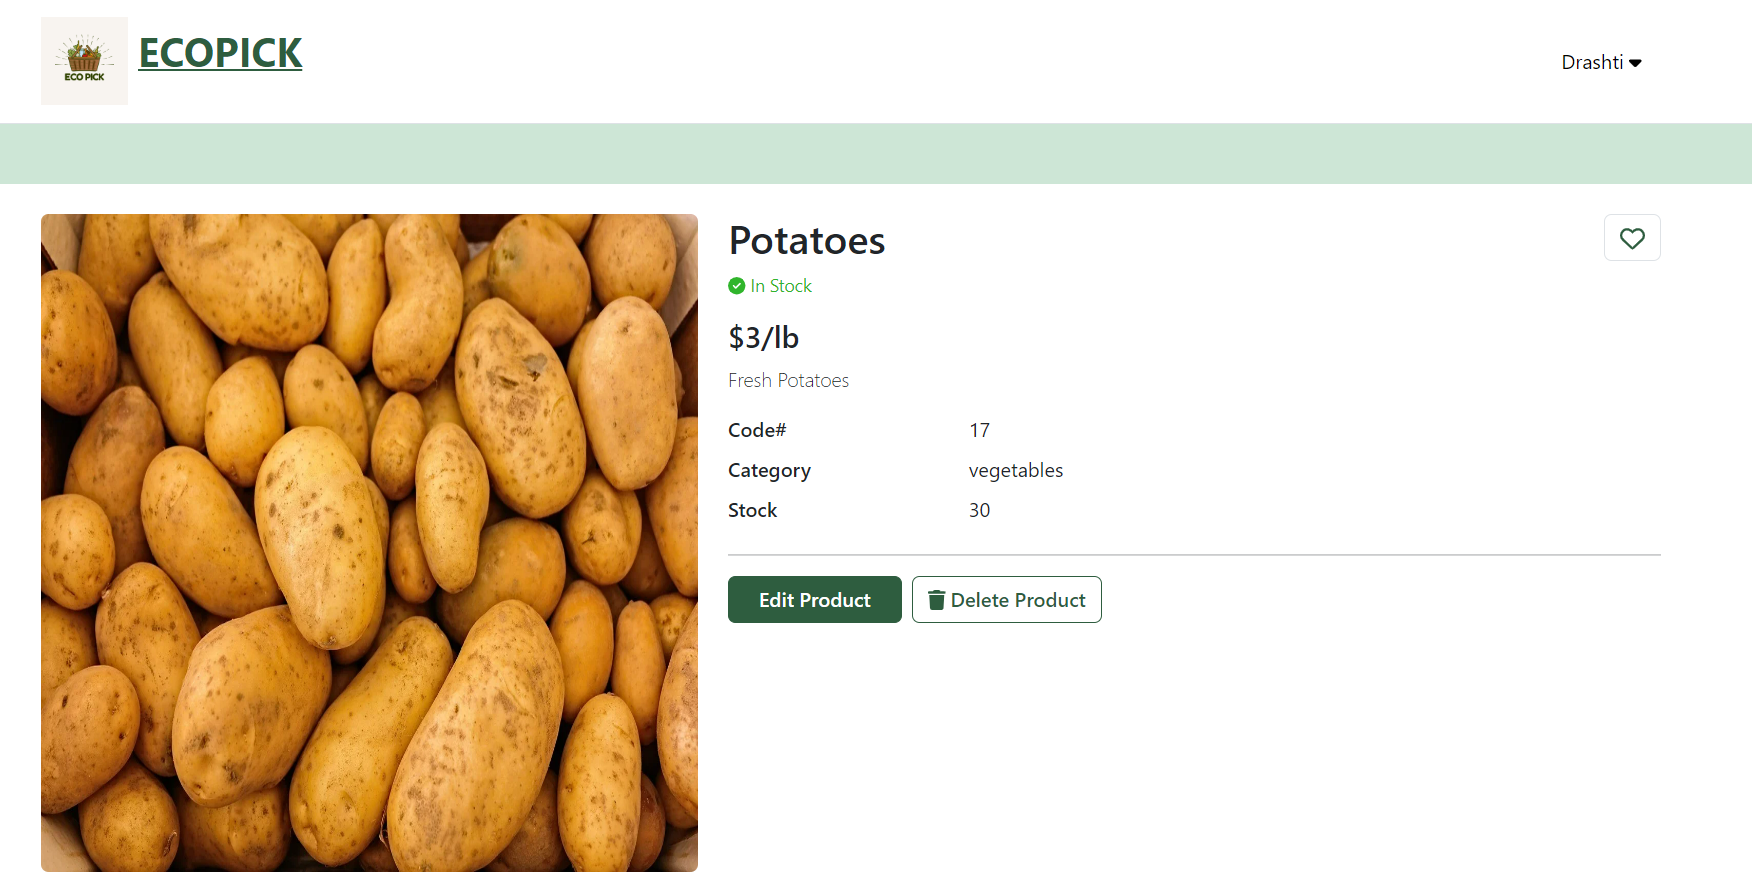 ECO PICK
ECOPICK
Drashti
Potatoes
In Stock
$3/lb
Fresh Potatoes
Code# 17
Category vegetables
Stock 30
Edit Product Delete Product